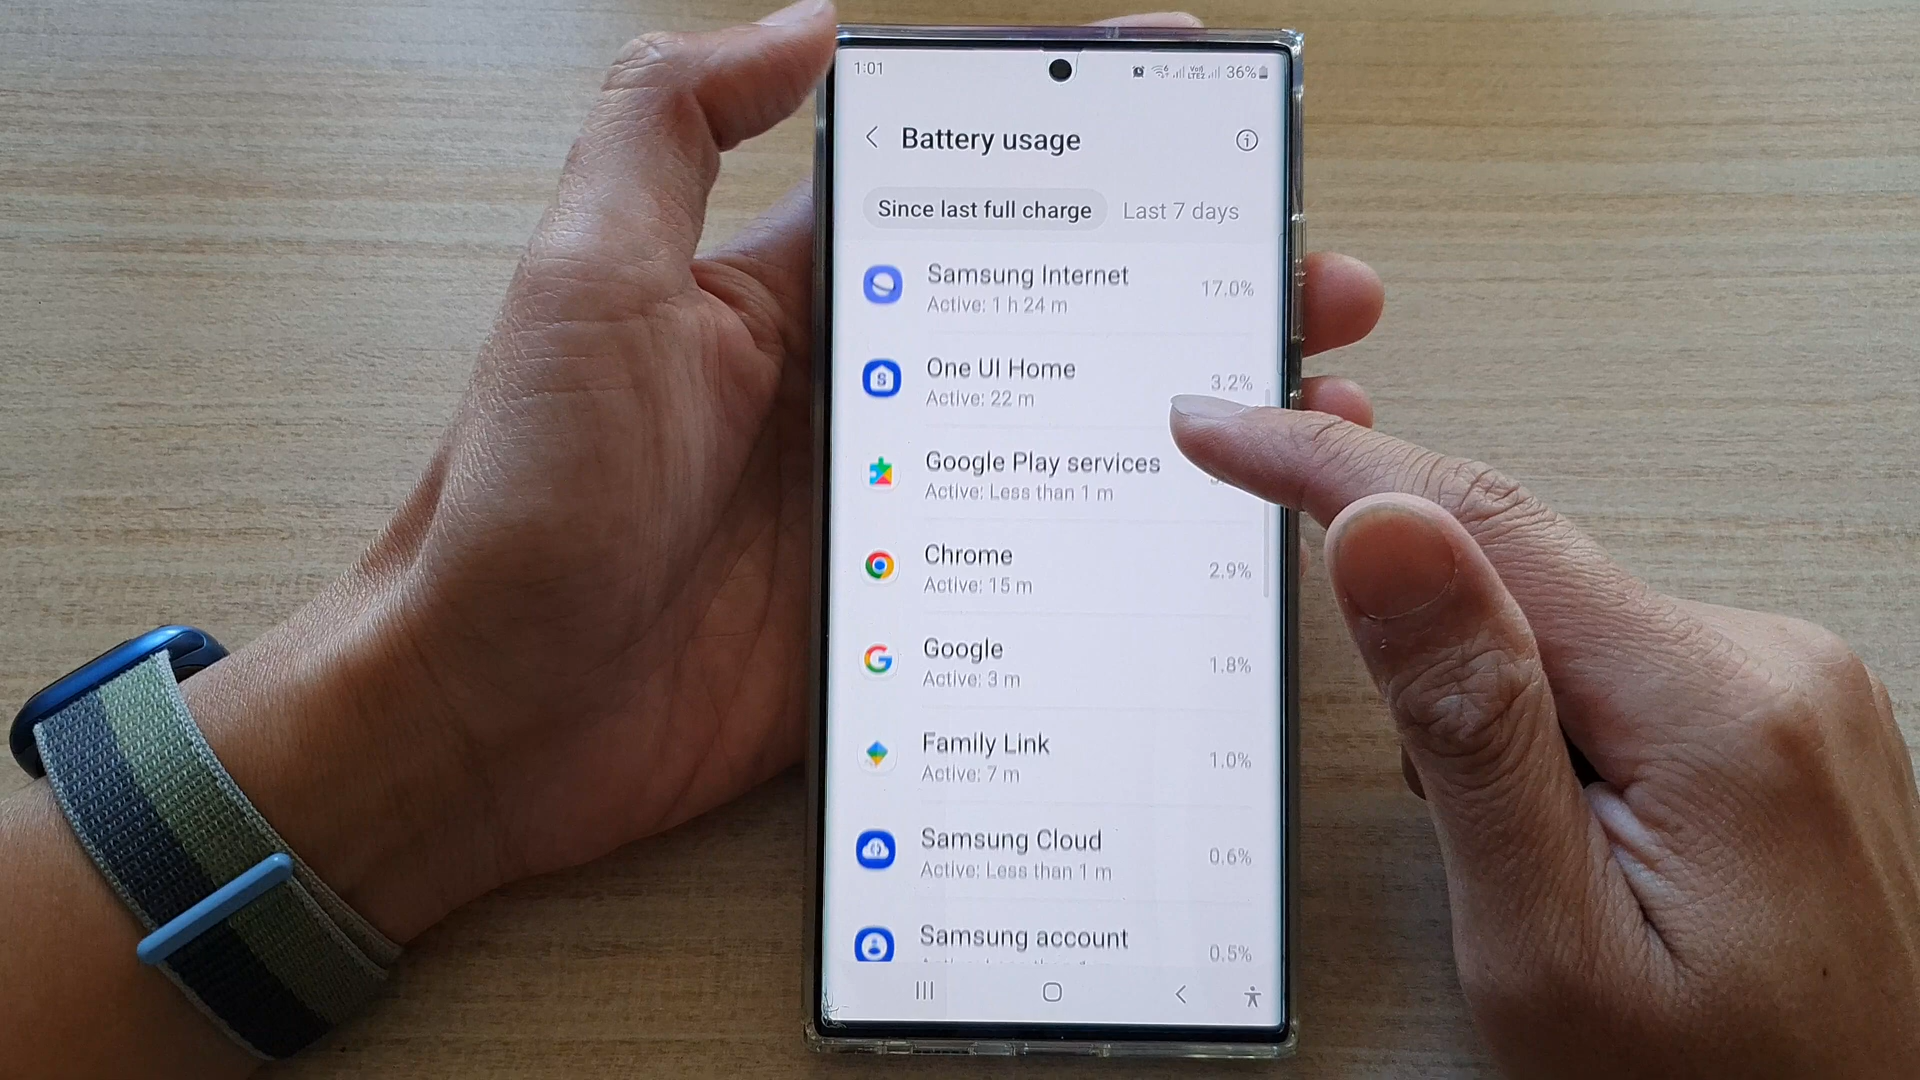 1:01
36%
Battery usage
Since last full charge
Last 7 days
Samsung Internet
17.0%
Active: 1 h 24 m
One UI Home
3.2%
Active: 22 m
Google Play services
Active: Less than 1 m
Chrome
2.9%
Active: 15 m
Google
1.8%
Active: 3 m
Family Link
1.0%
Active: 7 m
Samsung Cloud
0.6%
Active: Less than 1 m
Samsung account
0.5%